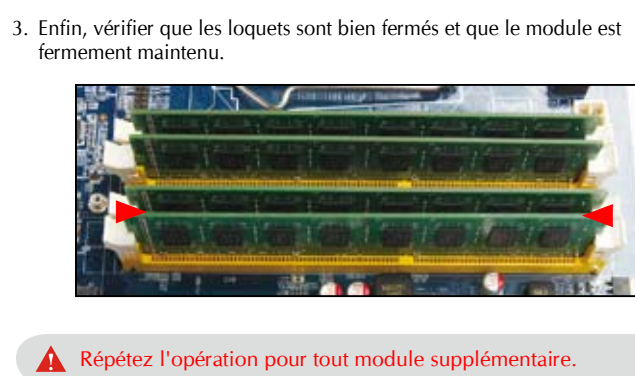 3. Enfin, vérifier que les loquets sont bien fermés et que le module est
fermement maintenu.
Répétez l'opération pour tout module supplémentaire.